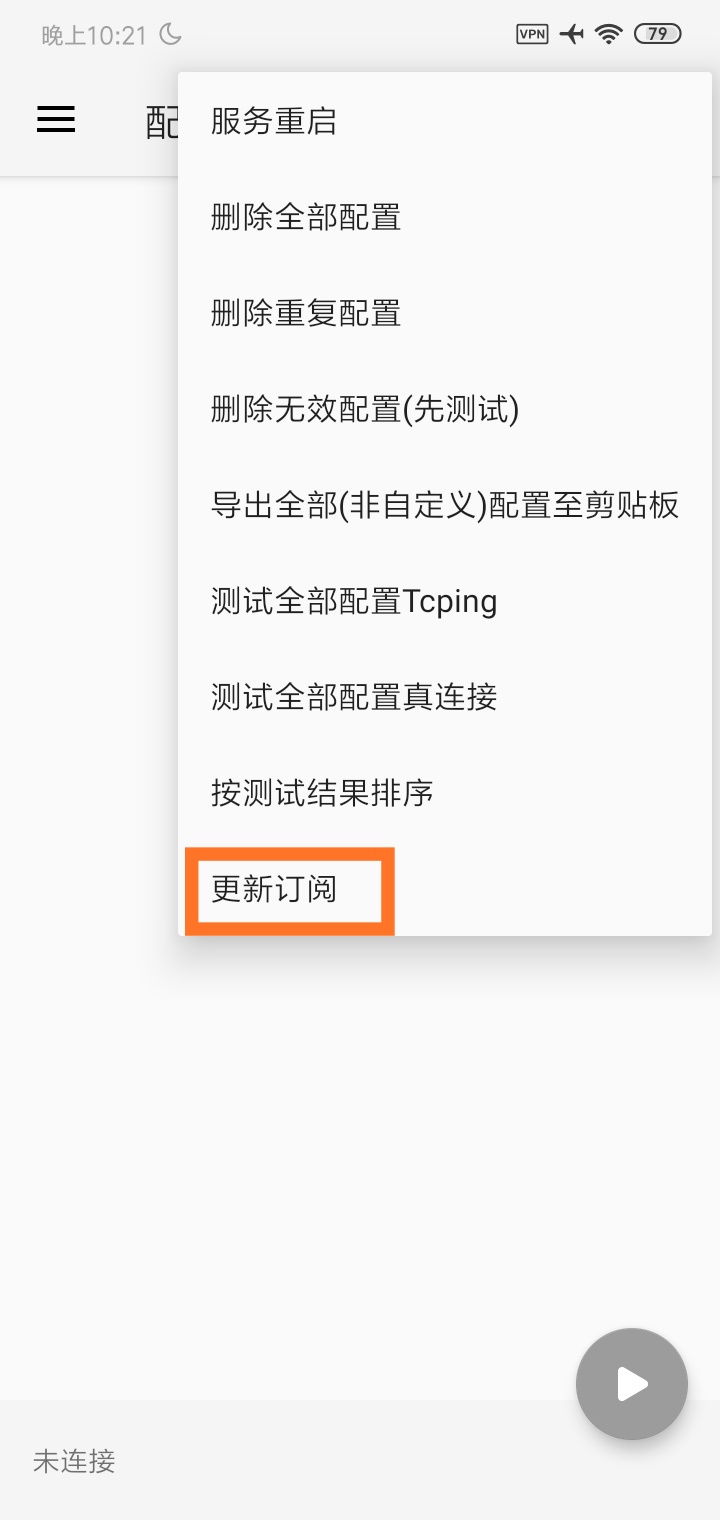 晚上10:21
VPN
79
配
服务重启
删除全部配置
删除重复配置
删除无效配置(先测试)
导出全部(非自定义)配置至剪贴板
测试全部配置Tcping
测试全部配置真连接
按测试结果排序
更新订阅
未连接